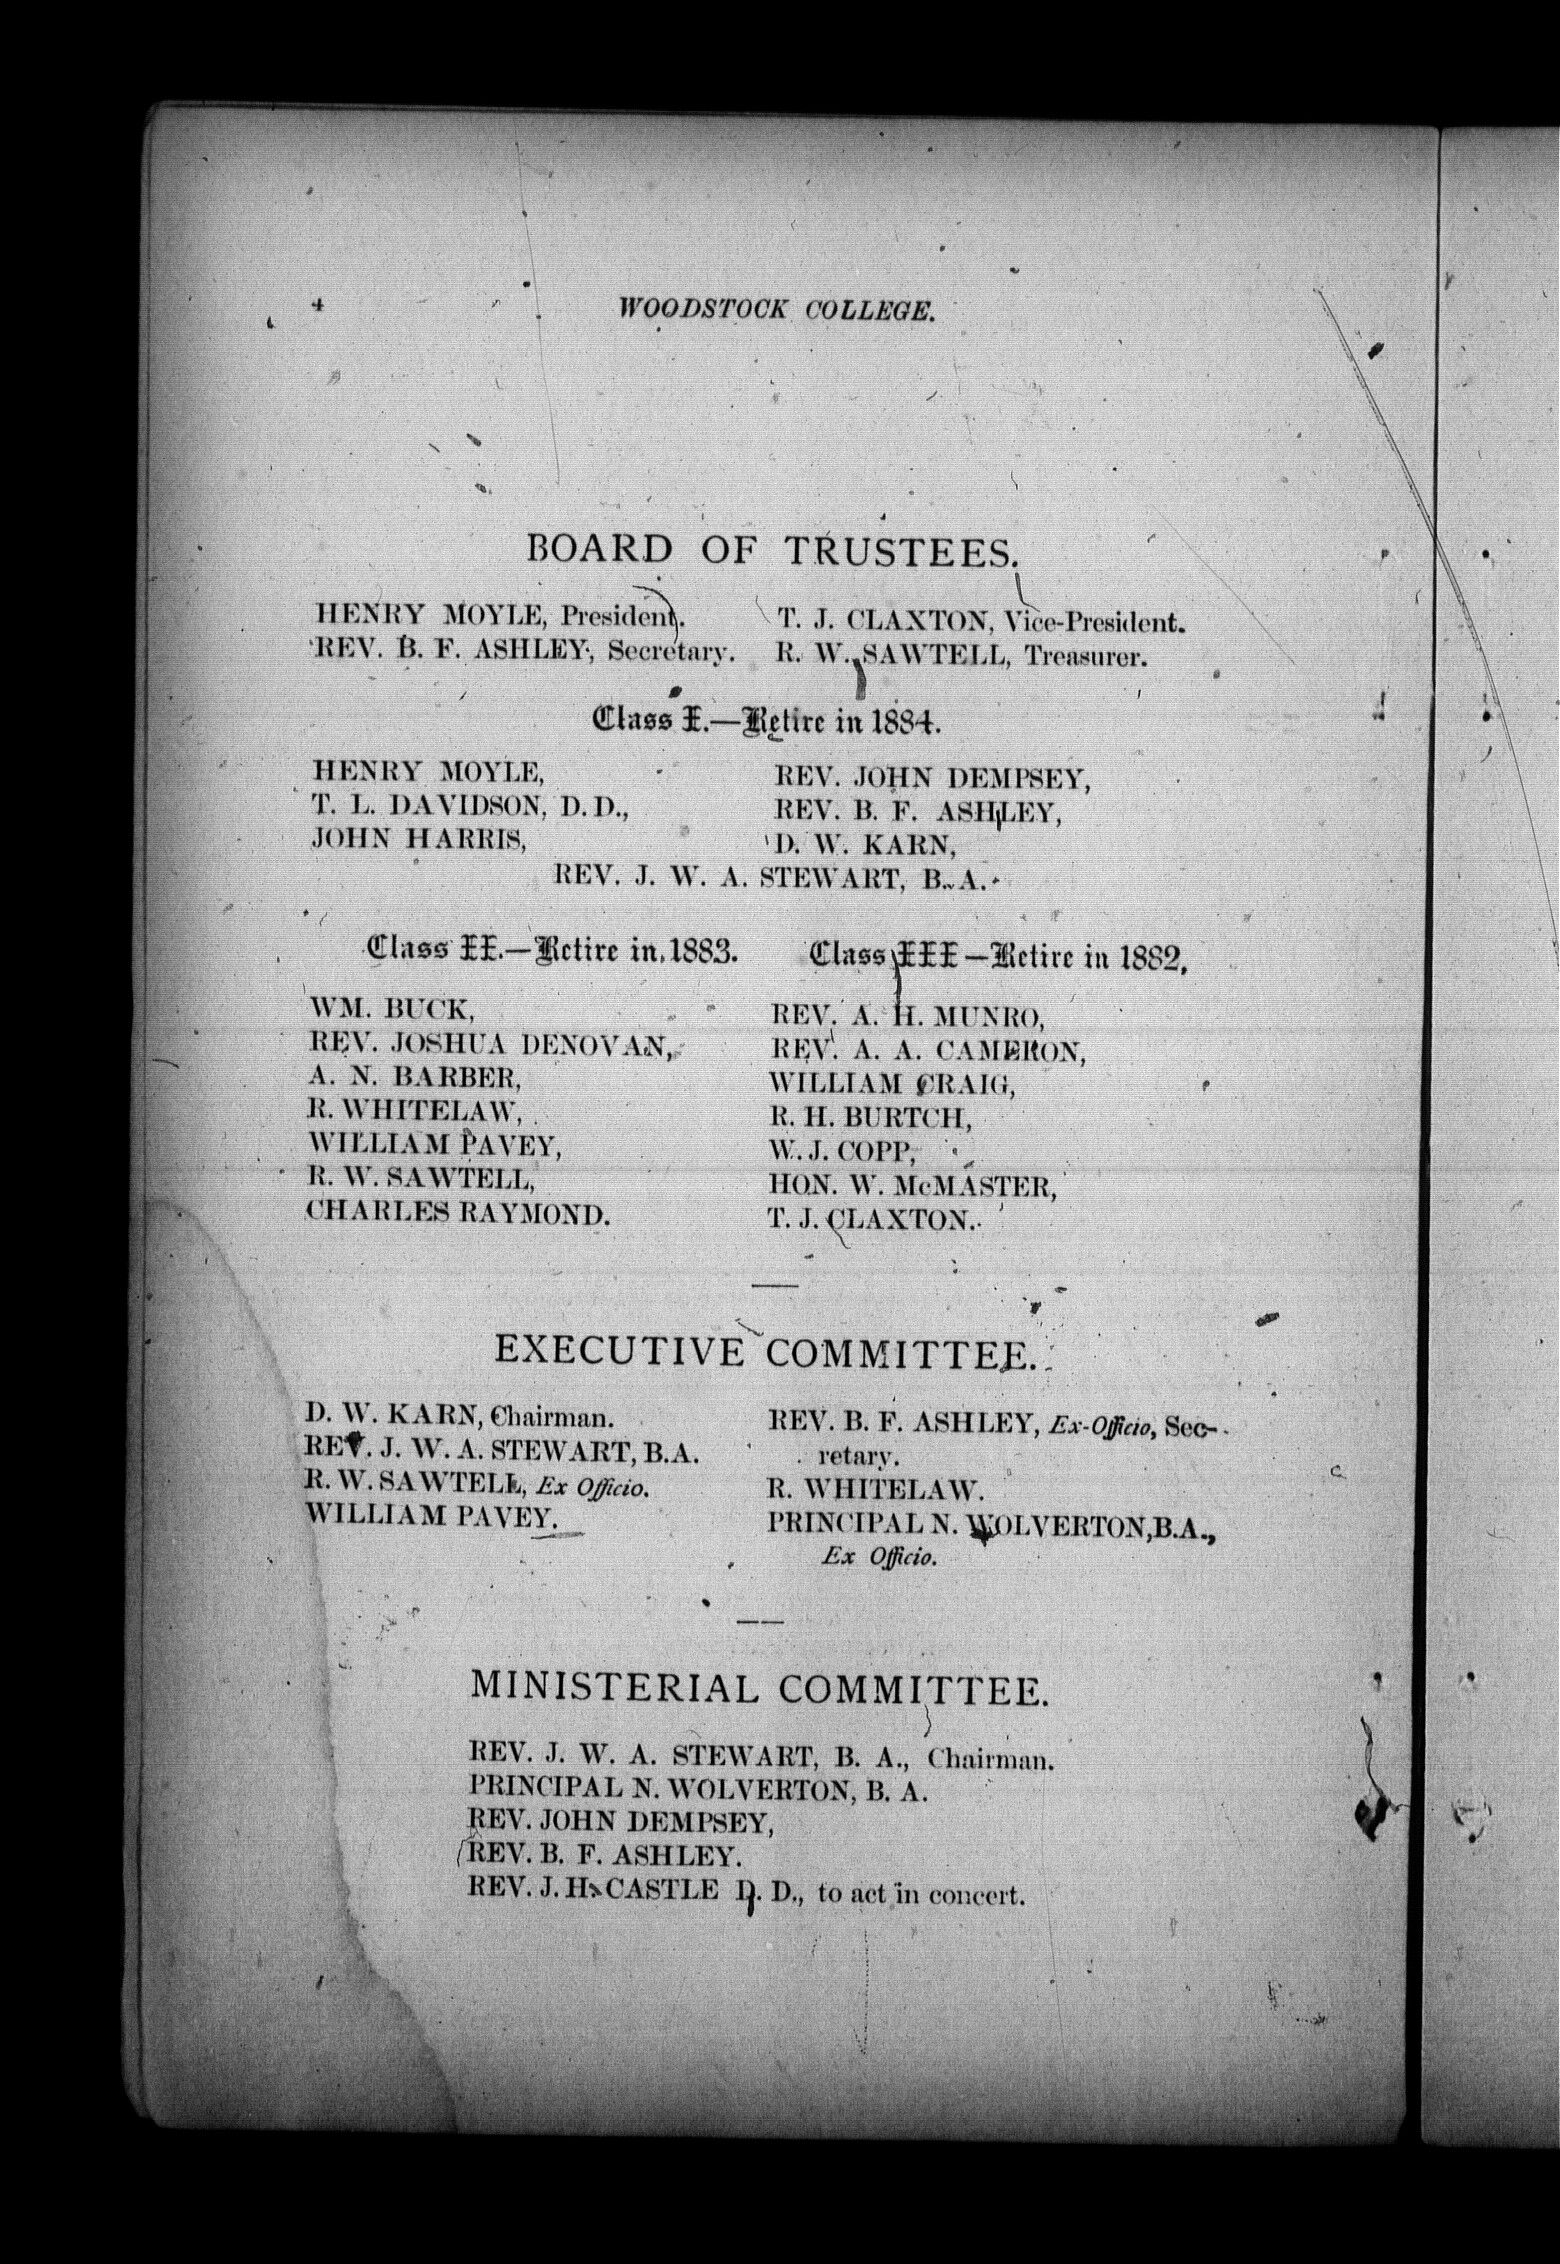 4 WOODSTOCK COLLEGE.
BOARD OF TRUSTEES.
HENRY MOYLE, President. T. J. CLAXTON, Vice-President.
REV. B. F. ASHLEY, Secretary. R. W. SAWTELL, Treasurer.
Class I.—Retire in 1884.
HENRY MOYLE, REV. JOHN DEMPSEY,
T. L. DAVIDSON, D. D., REV. B. F. ASHLEY,
JOHN HARRIS, D. W. KARN,
REV. J. W. A. STEWART, B. A.
Class II.—Retire in 1883.
WM. BUCK,
REV. JOSHUA DENOVAN,
A. N. BARBER,
R. WHITELAW,
WILLIAM PAVEY,
R. W. SAWTELL,
CHARLES RAYMOND.
Class III—Retire in 1882.
REV. A. H. MUNRO,
REV. A. A. CAMERON,
WILLIAM CRAIG,
R. H. BURTCH,
W. J. COPP,
HON. W. McMASTER,
T. J. CLAXTON.
EXECUTIVE COMMITTEE.
D. W. KARN, Chairman.
REV. J. W. A. STEWART, B.A.
R. W. SAWTELL, Ex Officio.
WILLIAM PAVEY.
REV. B. F. ASHLEY, Ex-Officio, Sec-
retary.
R. WHITELAW.
PRINCIPAL N. WOLVERTON, B.A.,
Ex Officio.
MINISTERIAL COMMITTEE.
REV. J. W. A. STEWART, B. A., Chairman.
PRINCIPAL N. WOLVERTON, B. A.
REV. JOHN DEMPSEY,
REV. B. F. ASHLEY.
REV. J. H. CASTLE D. D., to act in concert.